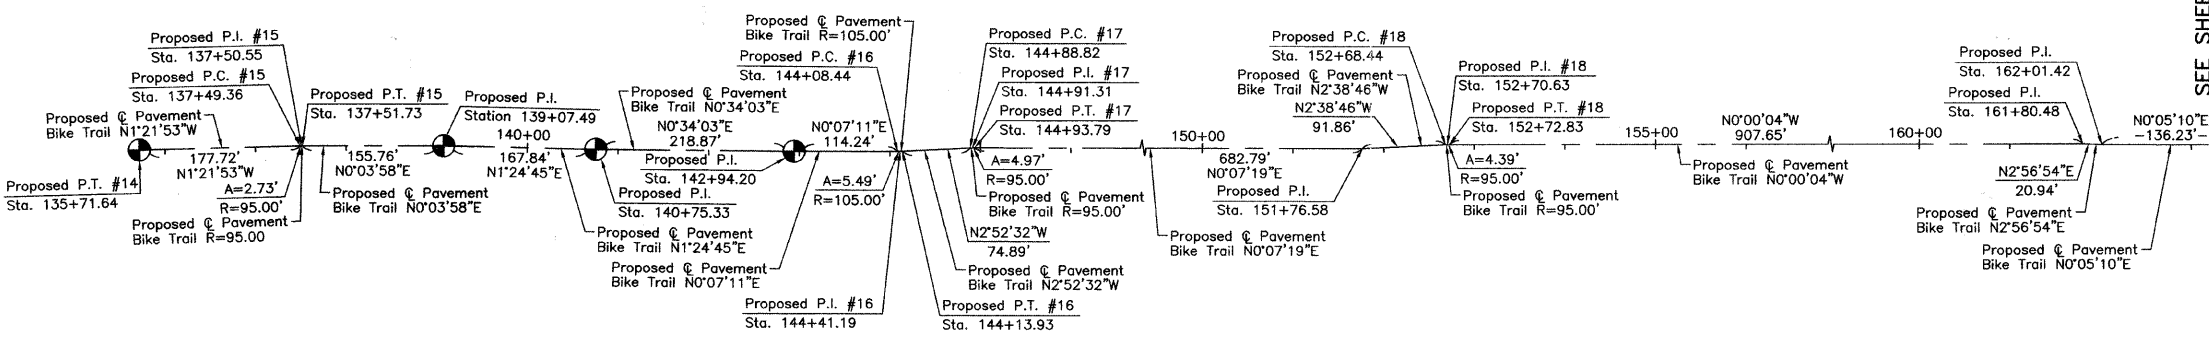 Proposed P.I. #15
Sta. 137+50.55
Proposed P.C. #15
Sta. 137+49.36
Proposed ℄ Pavement
Bike Trail N1°21'53"W
177.72'
N1°21'53"W
Proposed P.T. #14
Sta. 135+71.64
A=2.73'
R=95.00'
Proposed ℄ Pavement
Bike Trail R=95.00
Proposed P.T. #15
Sta. 137+51.73
155.76'
N0°03'58"E
Proposed ℄ Pavement
Bike Trail N0°03'58"E
Proposed P.I.
Station 139+07.49
140+00
167.84'
N1°24'45"E
Proposed ℄ Pavement
Bike Trail N0°34'03"E
N0°34'03"E
218.87'
Proposed P.I.
Sta. 142+94.20
Proposed P.I.
Sta. 140+75.33
Proposed ℄ Pavement
Bike Trail N1°24'45"E
Proposed ℄ Pavement
Bike Trail N0°07'11"E
Proposed ℄ Pavement
Bike Trail R=105.00'
Proposed P.C. #16
Sta. 144+08.44
N0°07'11"E
114.24'
A=5.49'
R=105.00'
Proposed P.I. #16
Sta. 144+41.19
Proposed P.C. #17
Sta. 144+88.82
Proposed P.I. #17
Sta. 144+91.31
Proposed P.T. #17
Sta. 144+93.79
A=4.97'
R=95.00'
Proposed ℄ Pavement
Bike Trail R=95.00'
N2°52'32"W
74.89'
Proposed ℄ Pavement
Bike Trail N2°52'32"W
Proposed P.T. #16
Sta. 144+13.93
150+00
682.79'
N0°07'19"E
Proposed ℄ Pavement
Bike Trail N0°07'19"E
Proposed P.I.
Sta. 151+76.58
Proposed P.C. #18
Sta. 152+68.44
Proposed ℄ Pavement
Bike Trail N2°38'46"W
N2°38'46"W
91.86'
Proposed P.I. #18
Sta. 152+70.63
Proposed P.T. #18
Sta. 152+72.83
A=4.39'
R=95.00'
Proposed ℄ Pavement
Bike Trail R=95.00'
155+00
N0°00'04"W
907.65'
Proposed ℄ Pavement
Bike Trail N0°00'04"W
160+00
Proposed P.I.
Sta. 162+01.42
Proposed P.I.
Sta. 161+80.48
N2°56'54"E
20.94'
Proposed ℄ Pavement
Bike Trail N2°56'54"E
N0°05'10"E
136.23'
Proposed ℄ Pavement
Bike Trail N0°05'10"E
SEE